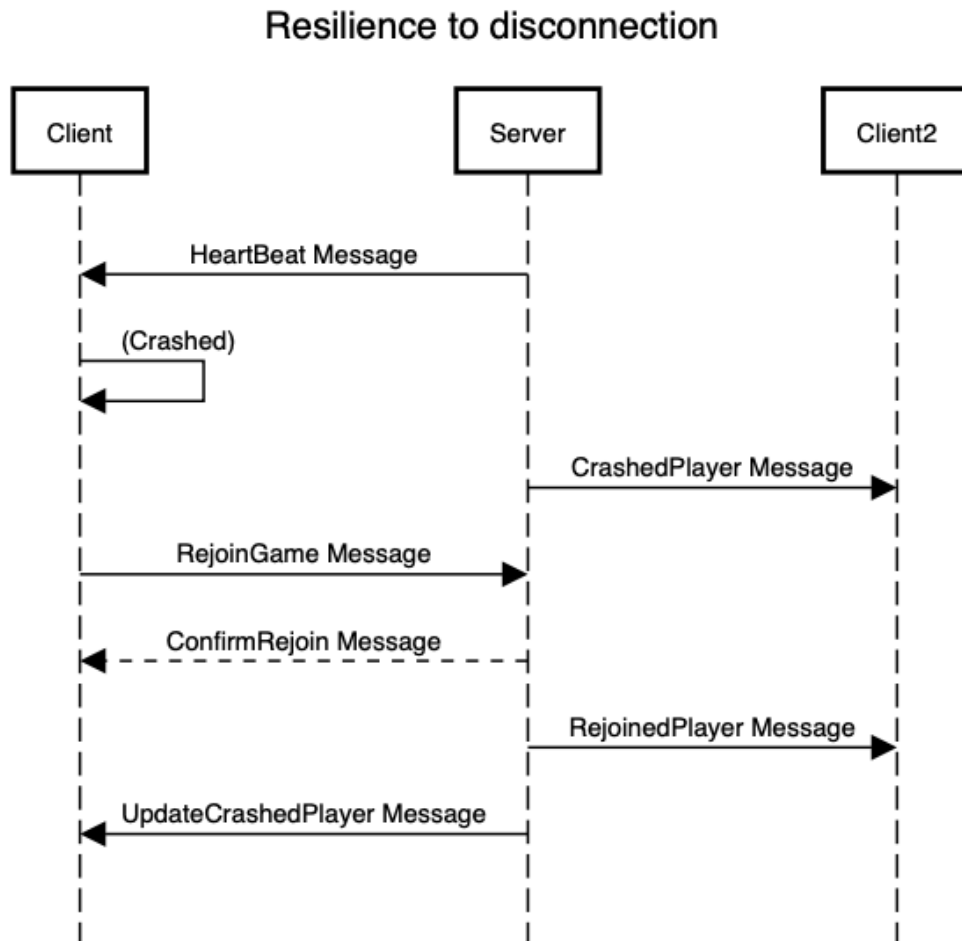 Resilience to disconnection
Client
Server
Client2
HeartBeat Message
(Crashed)
CrashedPlayer Message
RejoinGame Message
ConfirmRejoin Message
RejoinedPlayer Message
UpdateCrashedPlayer Message